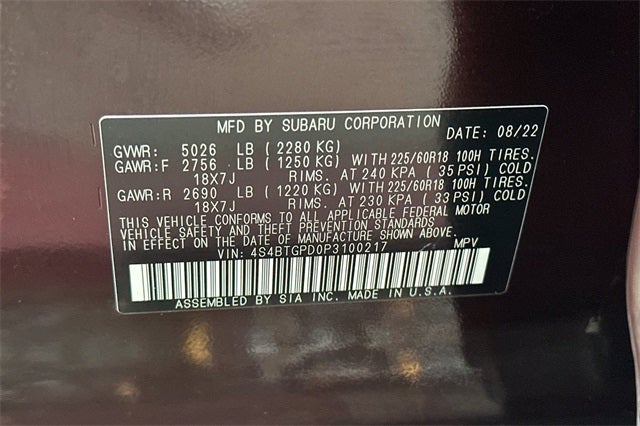 MFD BY SUBARU CORPORATION DATE: 08/22
GVWR: 5026 LB (2280 KG)
GAWR:F 2756 LB (1250 KG) WITH 225/60R18 100H TIRES.
18X7J RIMS. AT 240 KPA (35 PSI) COLD
GAWR:R 2690 LB (1220 KG) WITH 225/60R18 100H TIRES.
18X7J RIMS. AT 230 KPA (33 PSI) COLD
THIS VEHICLE CONFORMS TO ALL APPLICABLE FEDERAL MOTOR
VEHICLE SAFETY AND THEFT PREVENTION STANDARDS
IN EFFECT ON THE DATE OF MANUFACTURE SHOWN ABOVE.
VIN: 4S4BTGPD0P3100217 MPV
ASSEMBLED BY SIA INC. MADE IN U.S.A.